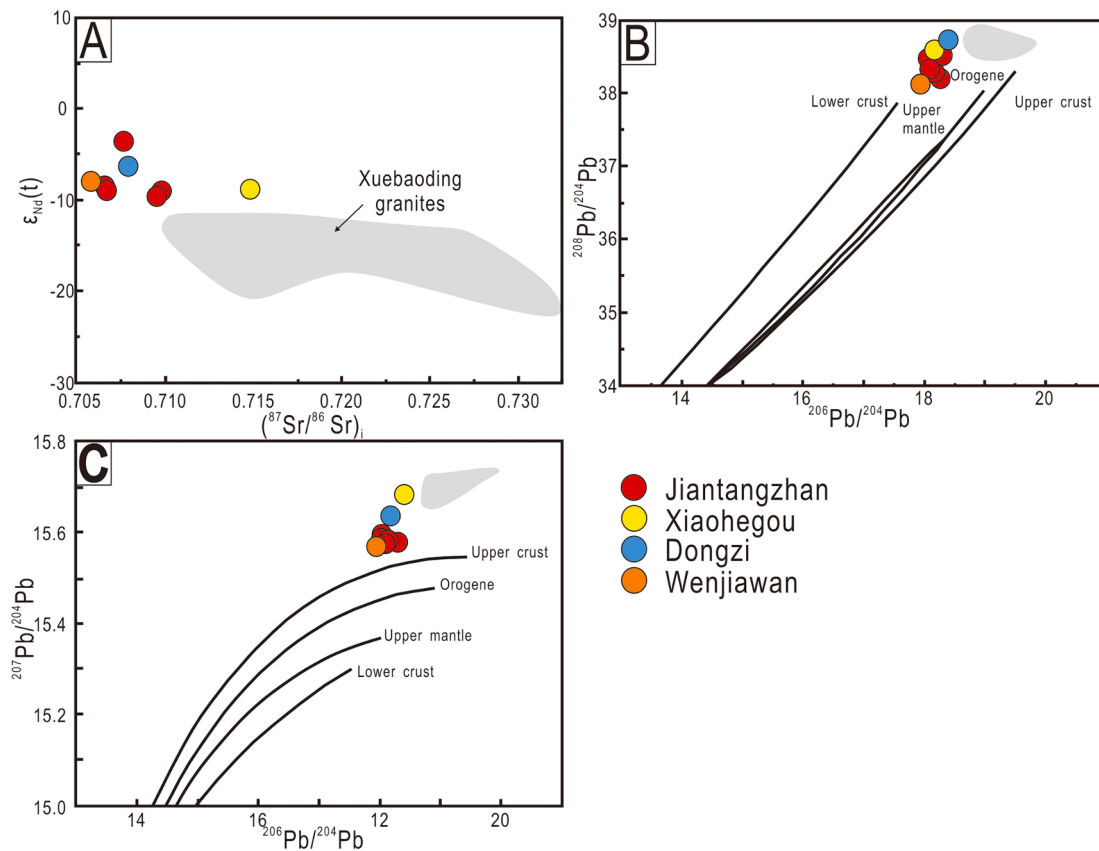 A
10
0
-10
-20
-30
εNd(t)
Xuebaoding
granites
0.705
0.710
0.715
0.720
0.725
0.730
(87Sr/86 Sr)i
B
39
38
37
36
35
34
208Pb/204Pb
Lower crust
Upper
mantle
Orogene
Upper crust
14
16
18
20
206Pb/204Pb
C
15.8
15.6
15.4
15.2
15.0
207Pb/204Pb
Upper crust
Orogene
Upper mantle
Lower crust
14
16
12
20
206Pb/204Pb
Jiantangzhan
Xiaohegou
Dongzi
Wenjiawan